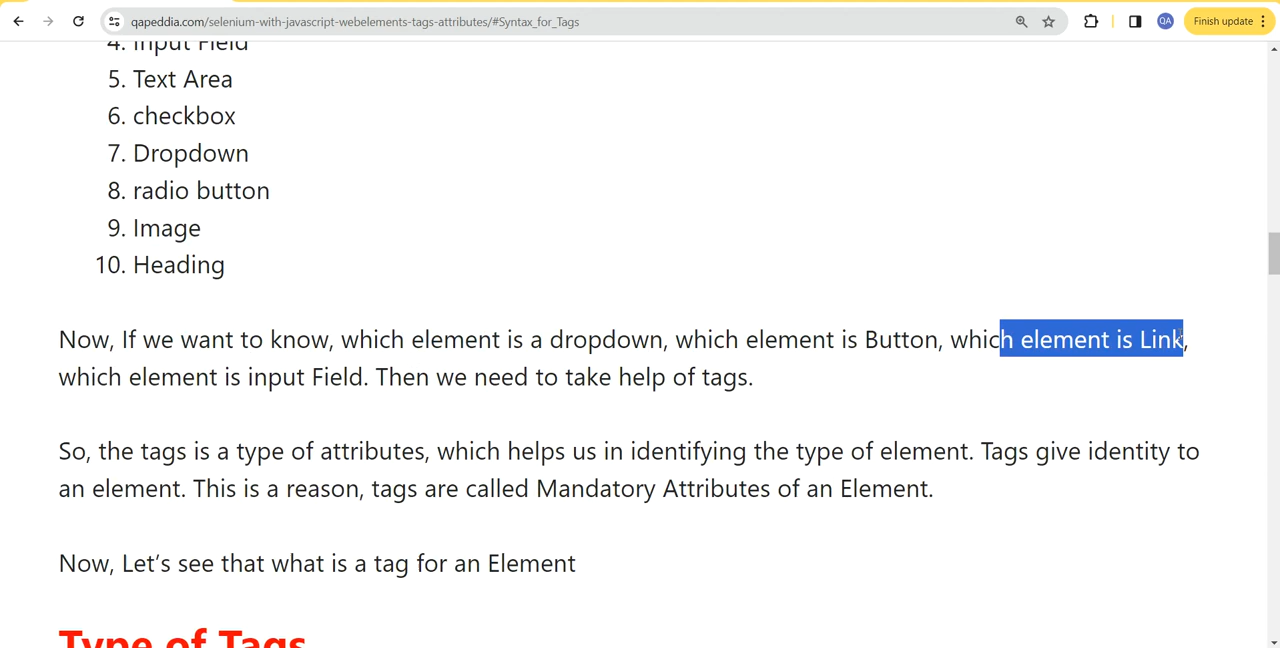 qapeddia.com/selenium-with-javascript-webelements-tags-attributes/#Syntax_for_Tags
QA
Finish update
4. Input Field
5. Text Area
6. checkbox
7. Dropdown
8. radio button
9. Image
10. Heading
Now, If we want to know, which element is a dropdown, which element is Button, which element is Link,
which element is input Field. Then we need to take help of tags.
So, the tags is a type of attributes, which helps us in identifying the type of element. Tags give identity to
an element. This is a reason, tags are called Mandatory Attributes of an Element.
Now, Let’s see that what is a tag for an Element
Type of Tags